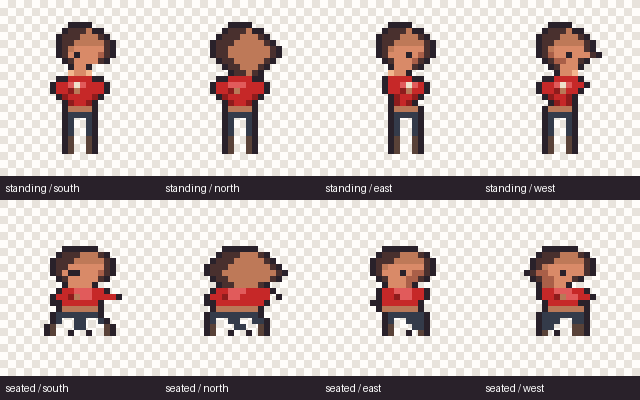 standing / south
standing / north
standing / east
standing / west
seated / south
seated / north
seated / east
seated / west